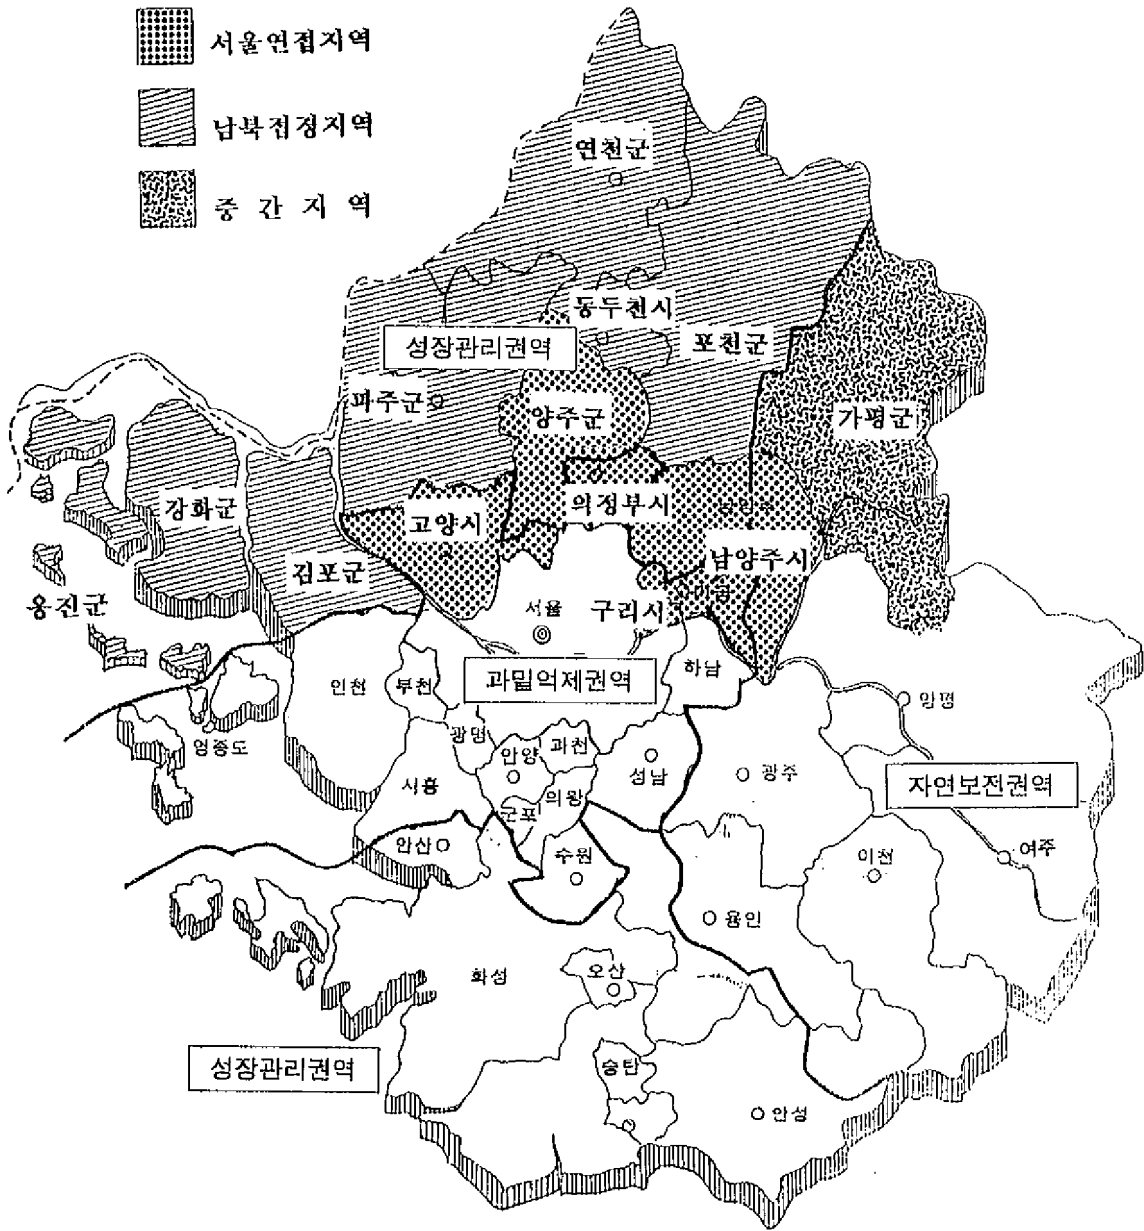 서울연접지역
남북접경지역
중 간 지 역
연천군
동두천시
성장관리권역
포천군
파주군
양주군
가평군
강화군
고양시
의정부시
남양주시
김포군
옹진군
서울
구리시
하남
과밀억제권역
인천
부천
양평
영종도
광명
안양
과천
성남
광주
자연보전권역
시흥
의왕
군포
안산
수원
이천
여주
용인
화성
오산
성장관리권역
송탄
안성